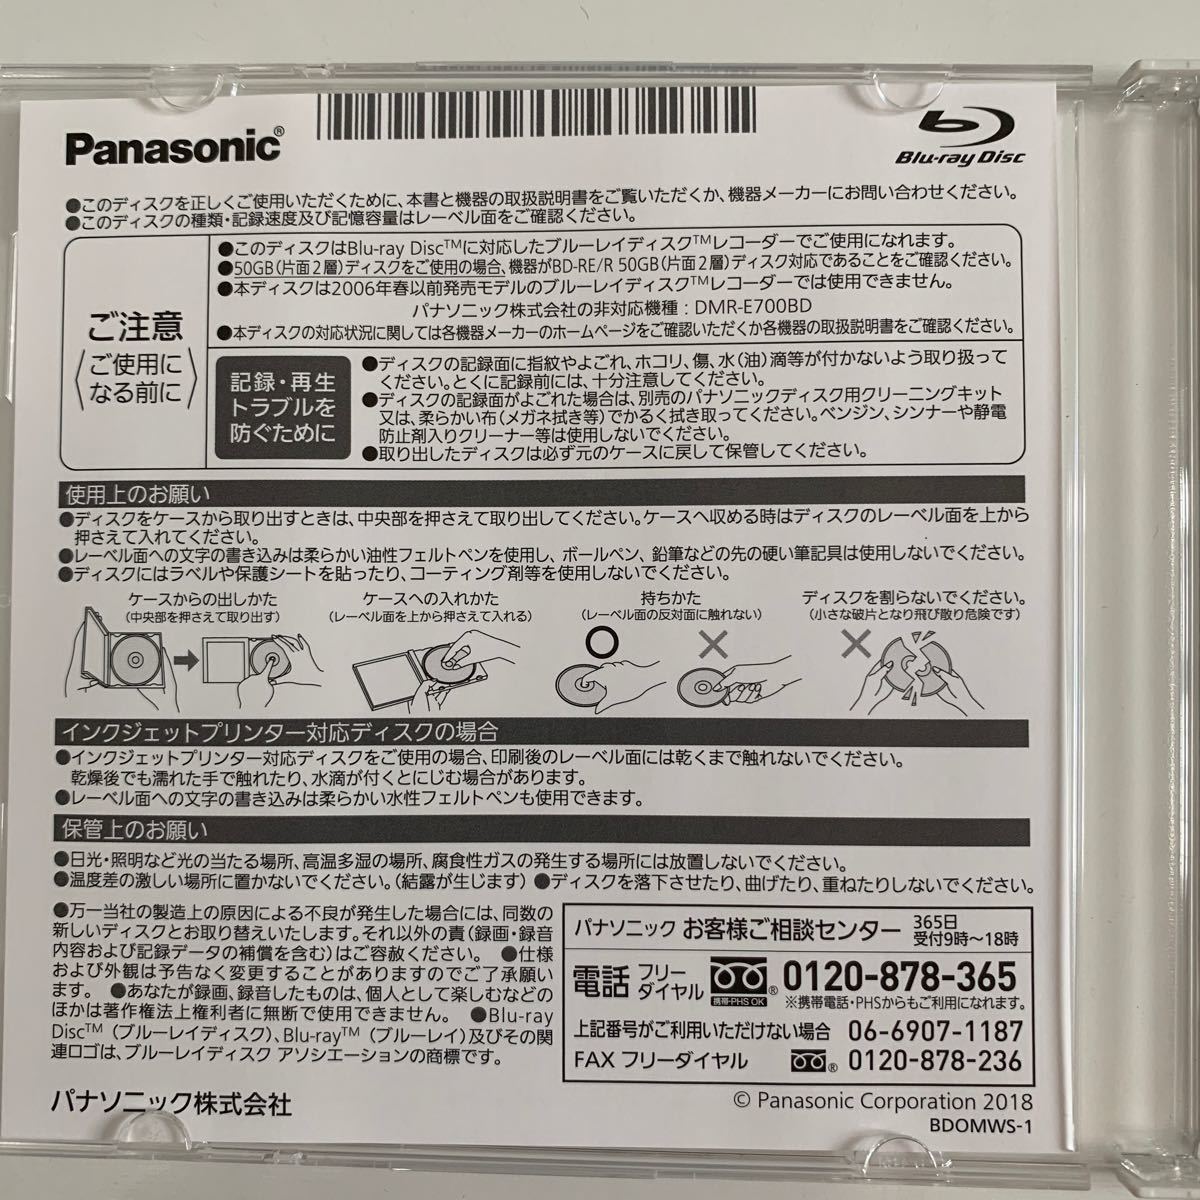 Panasonic®
Blu-ray Disc
●このディスクを正しくご使用いただくために、本書と機器の取扱説明書をご覧いただくか、機器メーカーにお問い合わせください。
●このディスクの種類・記録速度及び記憶容量はレーベル面をご確認ください。
ご注意
〈ご使用になる前に〉
●このディスクはBlu-ray Disc™に対応したブルーレイディスク™レコーダーでご使用になれます。
●50GB(片面2層)ディスクをご使用の場合、機器がBD-RE/R 50GB(片面2層)ディスク対応であることをご確認ください。
●本ディスクは2006年春以前発売モデルのブルーレイディスク™レコーダーでは使用できません。
パナソニック株式会社の非対応機種:DMR-E700BD
●本ディスクの対応状況に関しては各機器メーカーのホームページをご確認いただくか各機器の取扱説明書をご確認ください。
記録・再生
トラブルを
防ぐために
●ディスクの記録面に指紋やよごれ、ホコリ、傷、水(油)滴等が付かないよう取り扱って
ください。とくに記録前には、十分注意してください。
●ディスクの記録面がよごれた場合は、別売のパナソニックディスク用クリーニングキット
又は、柔らかい布(メガネ拭き等)でかるく拭き取ってください。ベンジン、シンナーや静電
防止剤入りクリーナー等は使用しないでください。
●取り出したディスクは必ず元のケースに戻して保管してください。
使用上のお願い
●ディスクをケースから取り出すときは、中央部を押さえて取り出してください。ケースへ収める時はディスクのレーベル面を上から
押さえて入れてください。
●レーベル面への文字の書き込みは柔らかい油性フェルトペンを使用し、ボールペン、鉛筆などの先の硬い筆記具は使用しないでください。
●ディスクにはラベルや保護シートを貼ったり、コーティング剤等を使用しないでください。
ケースからの出しかた
(中央部を押さえて取り出す)
ケースへの入れかた
(レーベル面を上から押さえて入れる)
持ちかた
(レーベル面の反対面に触れない)
ディスクを割らないでください。
(小さな破片となり飛び散り危険です)
インクジェットプリンター対応ディスクの場合
●インクジェットプリンター対応ディスクをご使用の場合、印刷後のレーベル面には乾くまで触れないでください。
乾燥後でも濡れた手で触れたり、水滴が付くとにじむ場合があります。
●レーベル面への文字の書き込みは柔らかい水性フェルトペンも使用できます。
保管上のお願い
●日光・照明など光の当たる場所、高温多湿の場所、腐食性ガスの発生する場所には放置しないでください。
●温度差の激しい場所に置かないでください。(結露が生じます) ●ディスクを落下させたり、曲げたり、重ねたりしないでください。
●万一当社の製造上の原因による不良が発生した場合には、同数の
新しいディスクとお取り替えいたします。それ以外の責(録画・録音
内容および記録データの補償を含む)はご容赦ください。 ●仕様
および外観は予告なく変更することがありますのでご了承願い
ます。 ●あなたが録画、録音したものは、個人として楽しむなどの
ほかは著作権法上権利者に無断で使用できません。 ●Blu-ray
Disc™(ブルーレイディスク)、Blu-ray™(ブルーレイ)及びその関
連ロゴは、ブルーレイディスク アソシエーションの商標です。
パナソニック お客様ご相談センター 365日
受付9時~18時
電話 フリーダイヤル 携帯・PHS OK ® 0120-878-365
※携帯電話・PHSからもご利用になれます。
上記番号がご利用いただけない場合 06-6907-1187
FAX フリーダイヤル ® 0120-878-236
パナソニック株式会社
© Panasonic Corporation 2018
BDOMWS-1